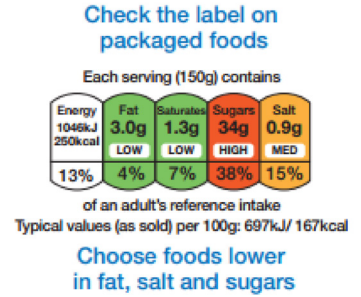 Check the label on
packaged foods
Each serving (150g) contains
Energy Fat Saturates Sugars Salt
1046kJ 3.0g 1.3g 34g 0.9g
250kcal LOW LOW HIGH MED
13% 4% 7% 38% 15%
of an adult's reference intake
Typical values (as sold) per 100g: 697kJ/ 167kcal
Choose foods lower
in fat, salt and sugars